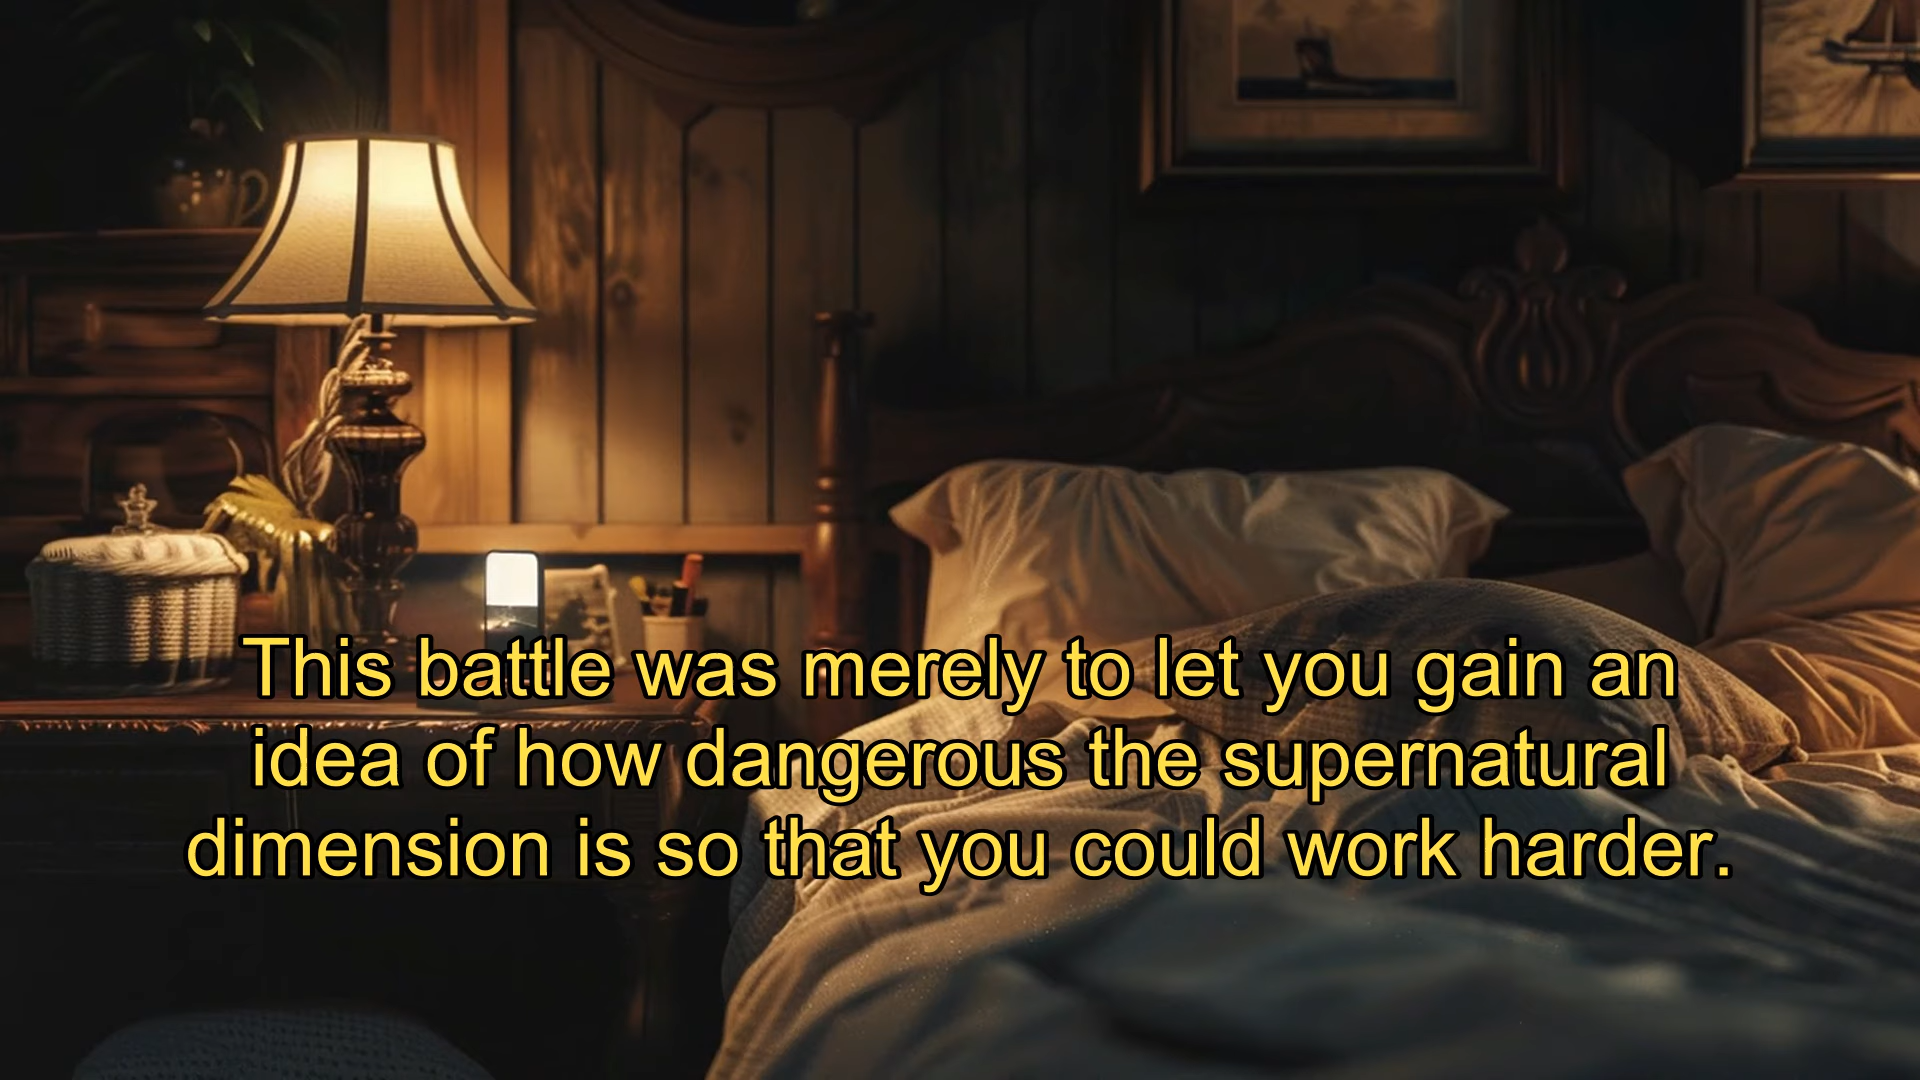 This battle was merely to let you gain an
idea of how dangerous the supernatural
dimension is so that you could work harder.